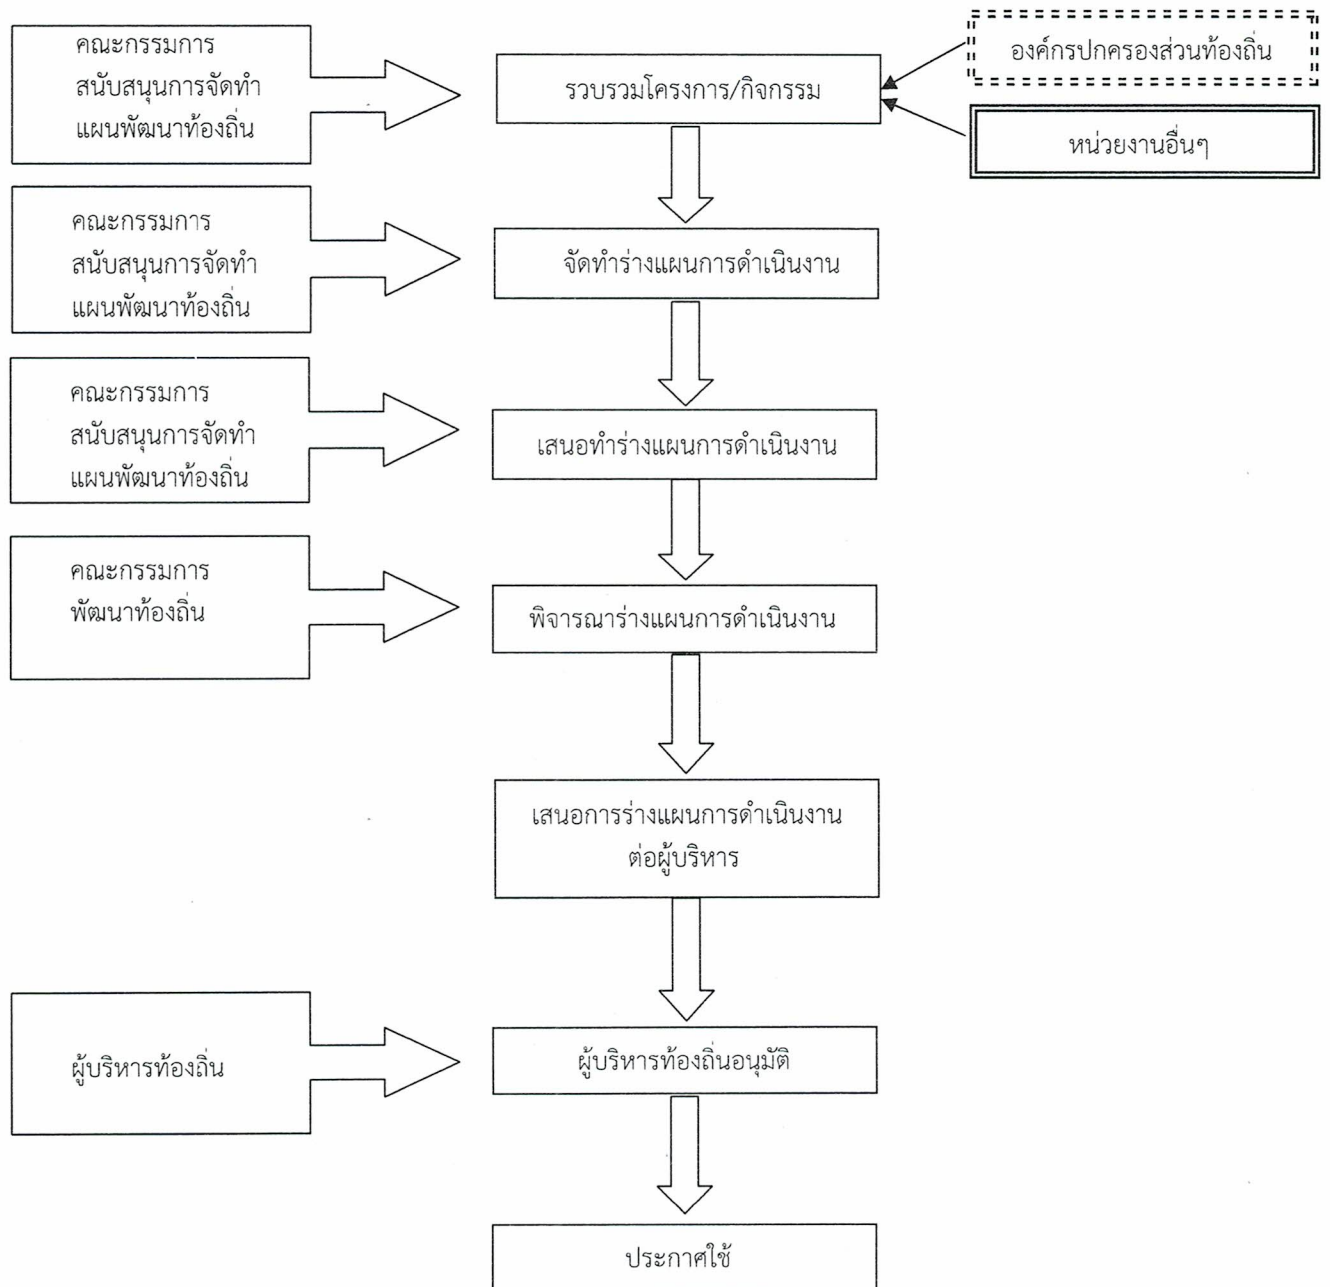 คณะกรรมการ
สนับสนุนการจัดทำ
แผนพัฒนาท้องถิ่น
รวบรวมโครงการ/กิจกรรม
องค์กรปกครองส่วนท้องถิ่น
หน่วยงานอื่นๆ
คณะกรรมการ
สนับสนุนการจัดทำ
แผนพัฒนาท้องถิ่น
จัดทำร่างแผนการดำเนินงาน
คณะกรรมการ
สนับสนุนการจัดทำ
แผนพัฒนาท้องถิ่น
เสนอทำร่างแผนการดำเนินงาน
คณะกรรมการ
พัฒนาท้องถิ่น
พิจารณาร่างแผนการดำเนินงาน
เสนอการร่างแผนการดำเนินงาน
ต่อผู้บริหาร
ผู้บริหารท้องถิ่น
ผู้บริหารท้องถิ่นอนุมัติ
ประกาศใช้